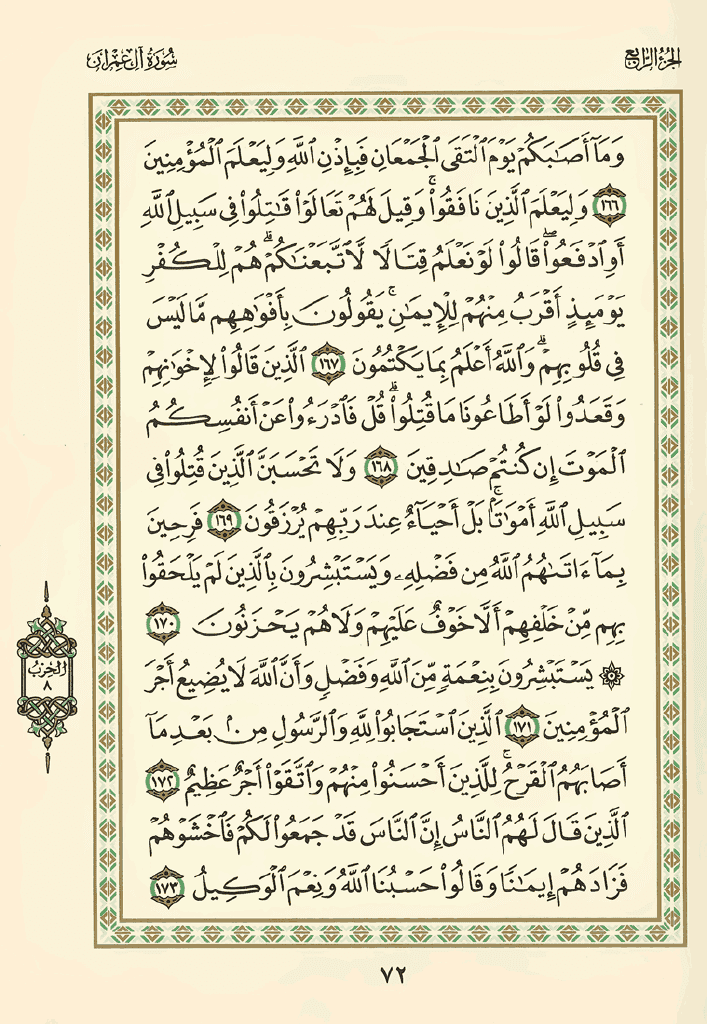 الجزء الرابع
سورة آل عمران
وَمَآ أَصَٰبَكُمْ يَوْمَ ٱلْتَقَى ٱلْجَمْعَانِ فَبِإِذْنِ ٱللَّهِ وَلِيَعْلَمَ ٱلْمُؤْمِنِينَ
١٦٦ وَلِيَعْلَمَ ٱلَّذِينَ نَافَقُوا۟ۚ وَقِيلَ لَهُمْ تَعَالَوْا۟ قَٰتِلُوا۟ فِى سَبِيلِ ٱللَّهِ
أَوِ ٱدْفَعُوا۟ۖ قَالُوا۟ لَوْ نَعْلَمُ قِتَالًا لَّٱتَّبَعْنَٰكُمْۗ هُمْ لِلْكُفْرِ
يَوْمَئِذٍ أَقْرَبُ مِنْهُمْ لِلْإِيمَٰنِۚ يَقُولُونَ بِأَفْوَٰهِهِم مَّا لَيْسَ
فِى قُلُوبِهِمْۗ وَٱللَّهُ أَعْلَمُ بِمَا يَكْتُمُونَ ١٦٧ ٱلَّذِينَ قَالُوا۟ لِإِخْوَٰنِهِمْ
وَقَعَدُوا۟ لَوْ أَطَاعُونَا مَا قُتِلُوا۟ۗ قُلْ فَٱدْرَءُوا۟ عَنْ أَنفُسِكُمُ
ٱلْمَوْتَ إِن كُنتُمْ صَٰدِقِينَ ١٦٨ وَلَا تَحْسَبَنَّ ٱلَّذِينَ قُتِلُوا۟ فِى
سَبِيلِ ٱللَّهِ أَمْوَٰتًۢاۚ بَلْ أَحْيَآءٌ عِندَ رَبِّهِمْ يُرْزَقُونَ ١٦٩ فَرِحِينَ
بِمَآ ءَاتَىٰهُمُ ٱللَّهُ مِن فَضْلِهِۦ وَيَسْتَبْشِرُونَ بِٱلَّذِينَ لَمْ يَلْحَقُوا۟
بِهِم مِّنْ خَلْفِهِمْ أَلَّا خَوْفٌ عَلَيْهِمْ وَلَا هُمْ يَحْزَنُونَ ١٧٠
۞ يَسْتَبْشِرُونَ بِنِعْمَةٍ مِّنَ ٱللَّهِ وَفَضْلٍ وَأَنَّ ٱللَّهَ لَا يُضِيعُ أَجْرَ
ٱلْمُؤْمِنِينَ ١٧١ ٱلَّذِينَ ٱسْتَجَابُوا۟ لِلَّهِ وَٱلرَّسُولِ مِنۢ بَعْدِ مَآ
أَصَابَهُمُ ٱلْقَرْحُۚ لِلَّذِينَ أَحْسَنُوا۟ مِنْهُمْ وَٱتَّقَوْا۟ أَجْرٌ عَظِيمٌ ١٧٢
ٱلَّذِينَ قَالَ لَهُمُ ٱلنَّاسُ إِنَّ ٱلنَّاسَ قَدْ جَمَعُوا۟ لَكُمْ فَٱخْشَوْهُمْ
فَزَادَهُمْ إِيمَٰنًا وَقَالُوا۟ حَسْبُنَا ٱللَّهُ وَنِعْمَ ٱلْوَكِيلُ ١٧٣
الحزب
٨
٧٢